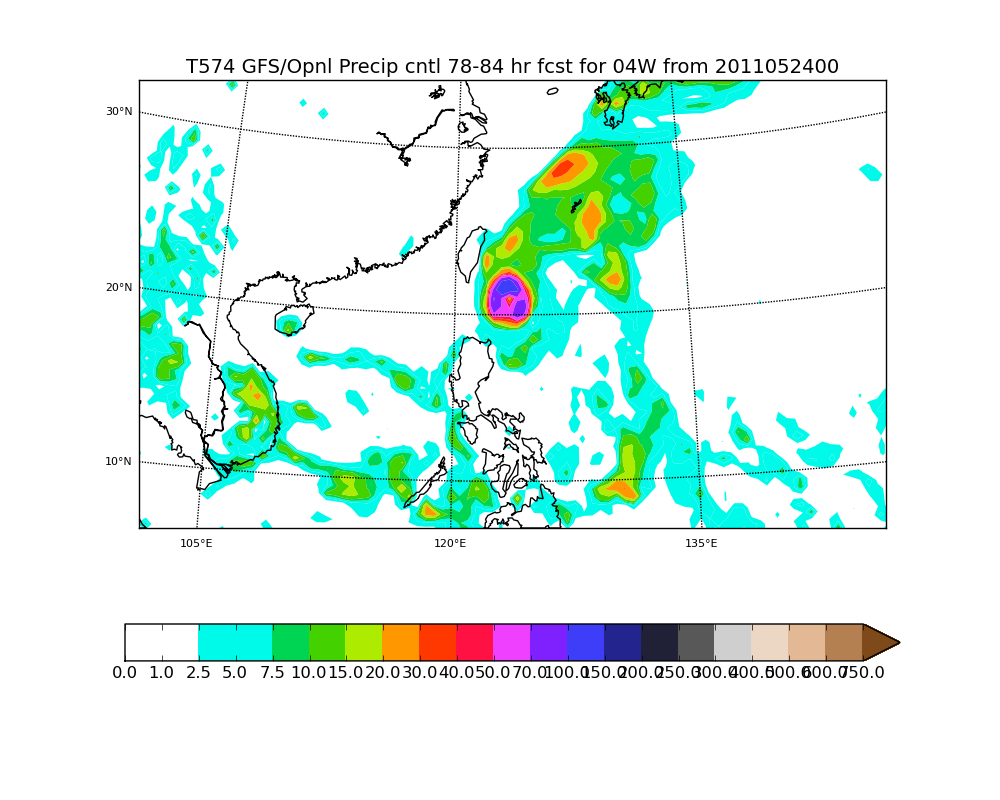 T574 GFS/Opnl Precip cntl 78-84 hr fcst for 04W from 2011052400
30°N
20°N
10°N
105°E 120°E 135°E
0.0 1.0 2.5 5.0 7.5 10.0 15.0 20.0 30.0 40.0 50.0 70.0 100.0 150.0 200.0 250.0 300.0 400.0 500.0 600.0 750.0